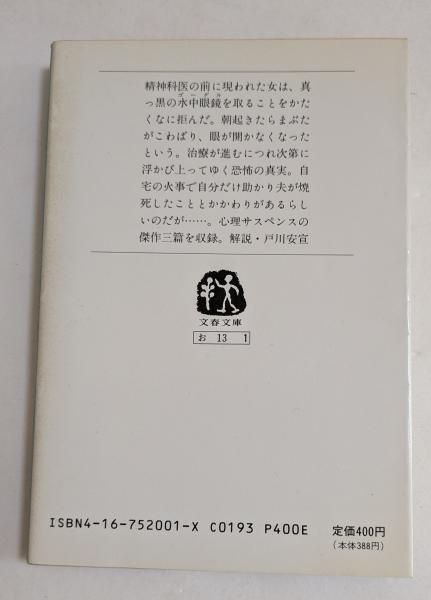 精神科医の前に現われた女は、真
っ黒の水中眼鏡を取ることをかた
くなに拒んだ。朝起きたらまぶた
がこわばり、眼が開かなくなった
という。治療が進むにつれ次第に
浮かび上ってゆく恐怖の真実。自
宅の火事で自分だけ助かり夫が焼
死したこととかかわりがあるらし
いのだが……。心理サスペンスの
傑作三篇を収録。解説・戸川安宣
文春文庫
お 13 1
ISBN4-16-752001-X C0193 P400E
定価400円
(本体388円)